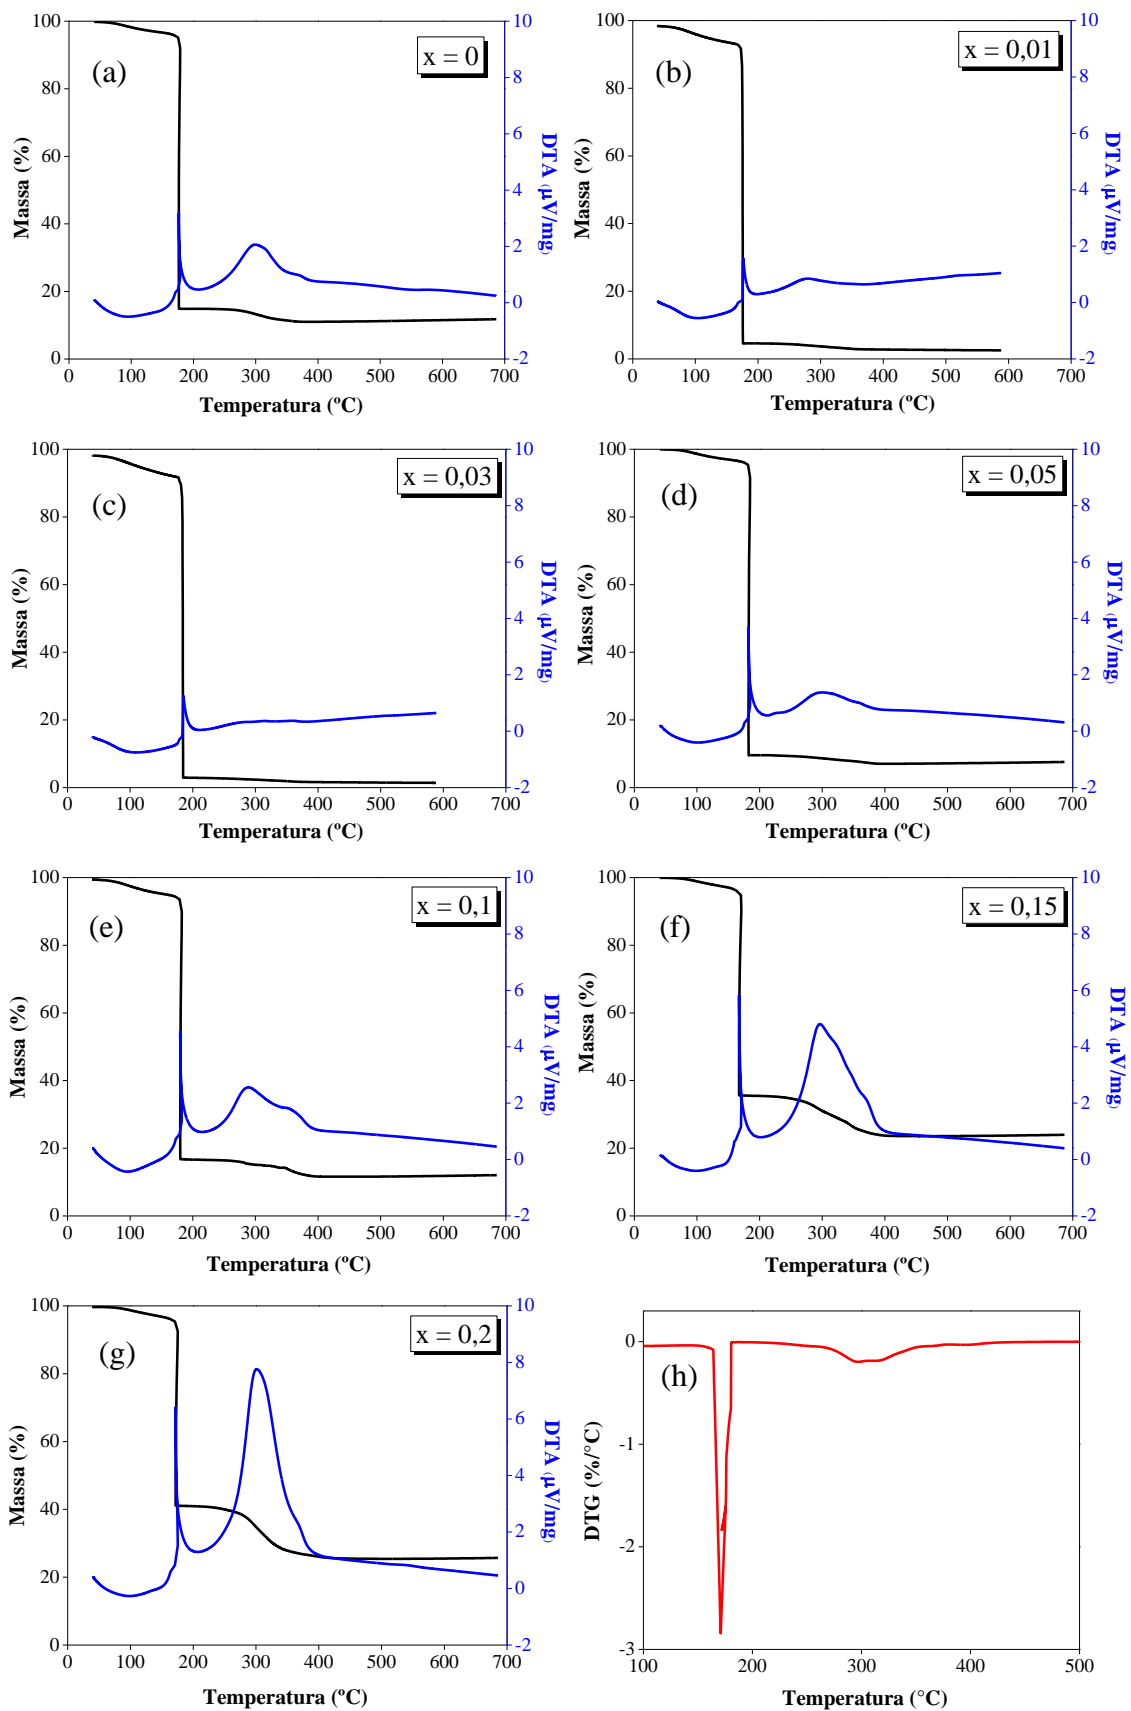 (a)
x = 0
100
80
60
40
20
0
Massa (%)
10
8
6
4
2
0
-2
DTA (µV/mg)
0 100 200 300 400 500 600 700
Temperatura (ºC)
(b)
x = 0,01
100
80
60
40
20
0
Massa (%)
10
8
6
4
2
0
-2
DTA (µV/mg)
0 100 200 300 400 500 600 700
Temperatura (ºC)
(c)
x = 0,03
100
80
60
40
20
0
Massa (%)
10
8
6
4
2
0
-2
DTA (µV/mg)
0 100 200 300 400 500 600 700
Temperatura (ºC)
(d)
x = 0,05
100
80
60
40
20
0
Massa (%)
10
8
6
4
2
0
-2
DTA (µV/mg)
0 100 200 300 400 500 600 700
Temperatura (ºC)
(e)
x = 0,1
100
80
60
40
20
0
Massa (%)
10
8
6
4
2
0
-2
DTA (µV/mg)
0 100 200 300 400 500 600 700
Temperatura (ºC)
(f)
x = 0,15
100
80
60
40
20
0
Massa (%)
10
8
6
4
2
0
-2
DTA (µV/mg)
0 100 200 300 400 500 600 700
Temperatura (ºC)
(g)
x = 0,2
100
80
60
40
20
0
Massa (%)
10
8
6
4
2
0
-2
DTA (µV/mg)
0 100 200 300 400 500 600 700
Temperatura (ºC)
(h)
0
-1
-2
-3
DTG (%/°C)
100 200 300 400 500
Temperatura (°C)